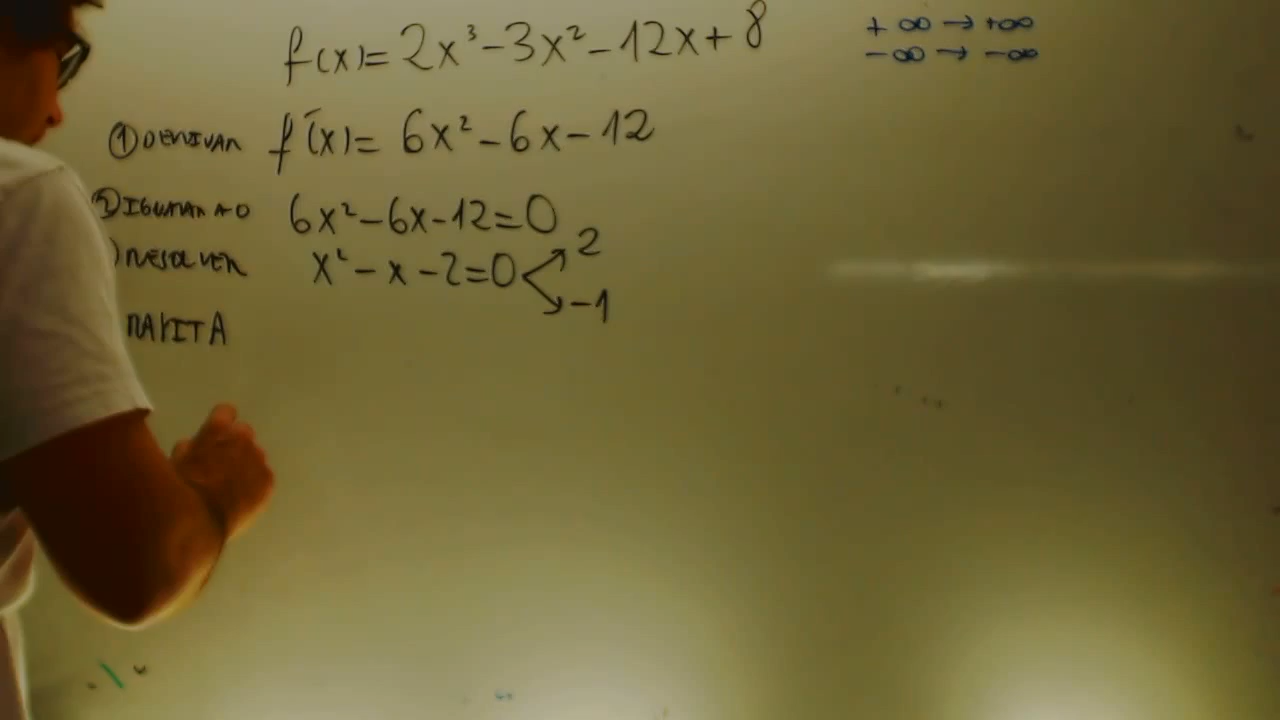 f(x)=2x³-3x²-12x+8
+∞→+∞
-∞→-∞
① DERIVAR f'(x)= 6x²-6x-12
② IGUALAR A 0 6x²-6x-12=0
) RESOLVER x²-x-2=0 2
-1
RAYITA